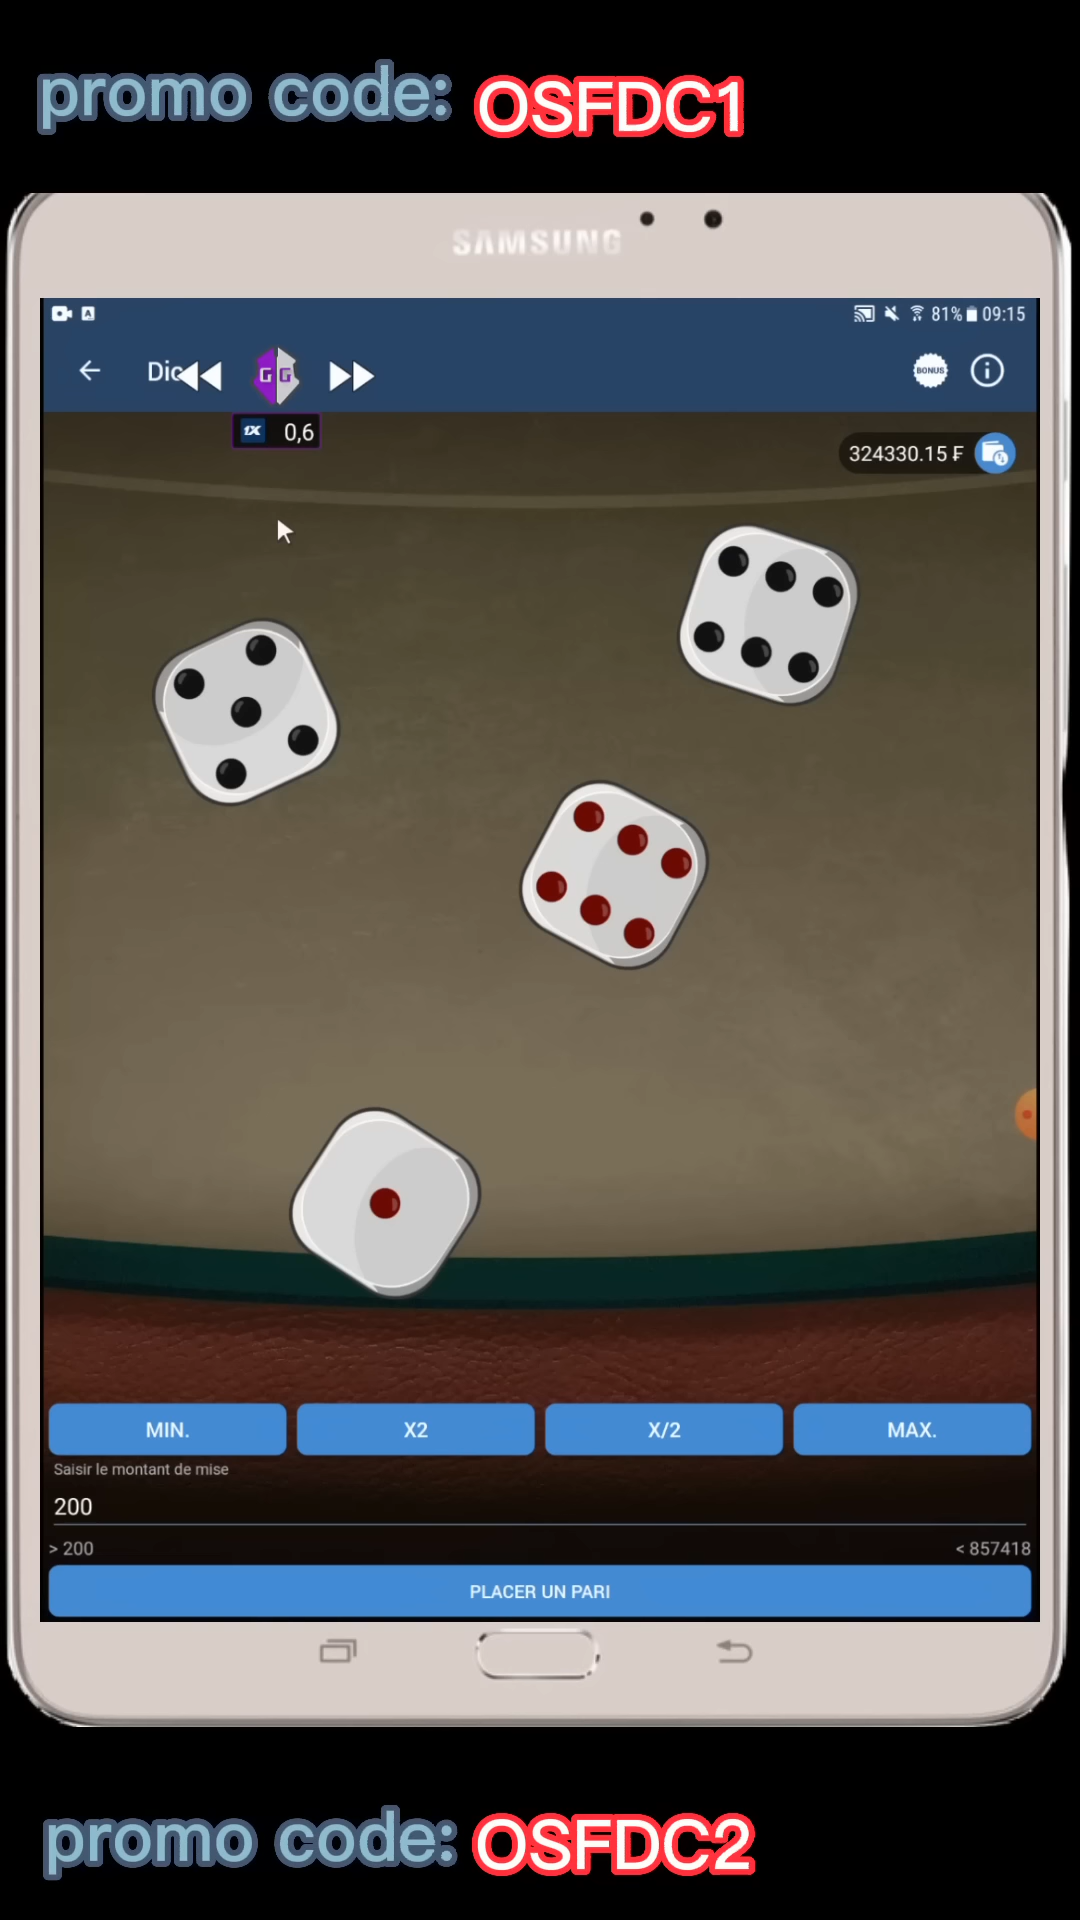 promo code: OSFDC1
SAMSUNG
81% 09:15
Dic
GG
BONUS
1X 0,6
324330.15 ₣
MIN. X2 X/2 MAX.
Saisir le montant de mise
200
> 200 < 857418
PLACER UN PARI
promo code: OSFDC2